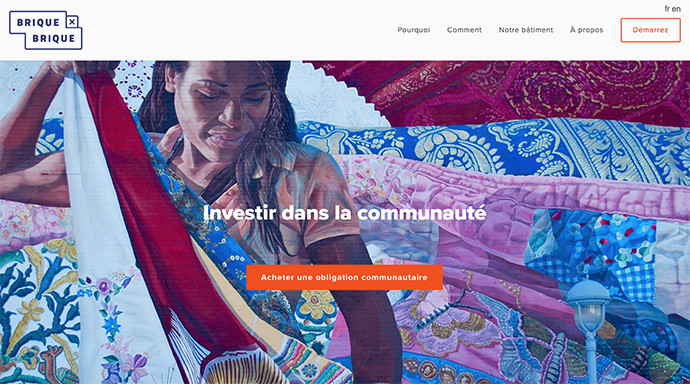 fr en
BRIQUE X
BRIQUE
Pourquoi Comment Notre bâtiment À propos Démarrez
Investir dans la communauté
Acheter une obligation communautaire